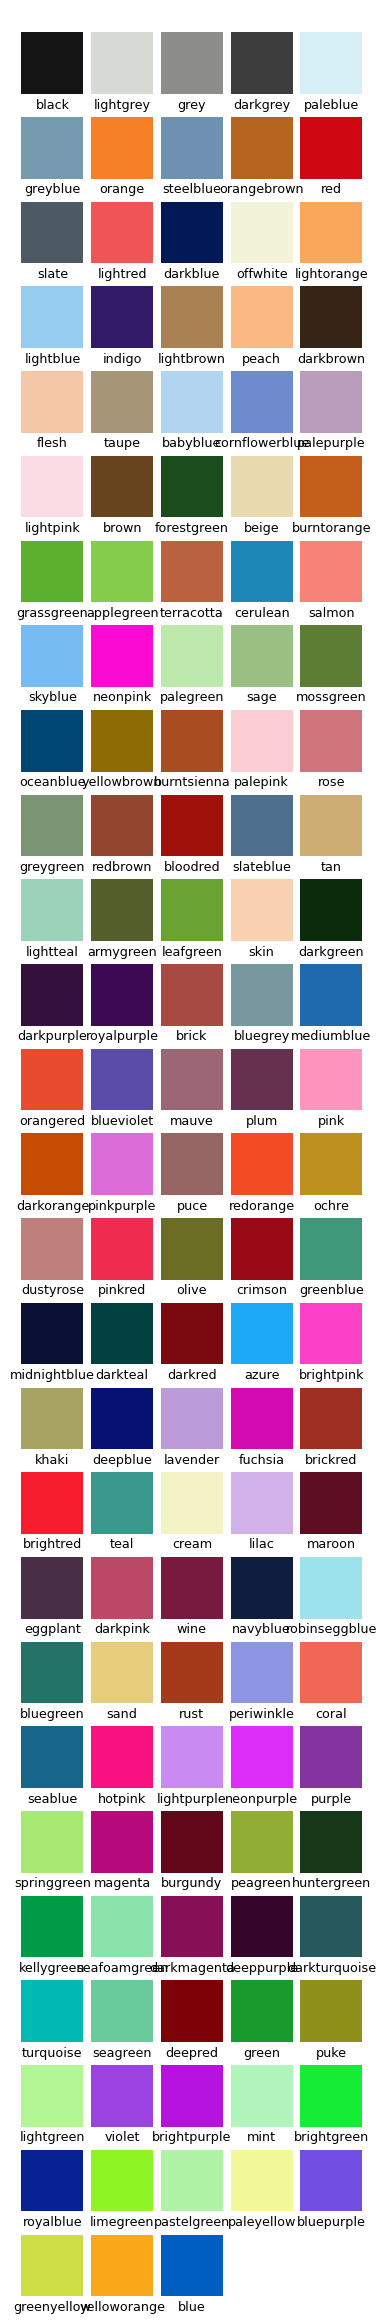 black lightgrey grey darkgrey paleblue
greyblue orange steelblue orangebrown red
slate lightred darkblue offwhite lightorange
lightblue indigo lightbrown peach darkbrown
flesh taupe babyblue cornflowerblue palepurple
lightpink brown forestgreen beige burntorange
grassgreen applegreen terracotta cerulean salmon
skyblue neonpink palegreen sage mossgreen
oceanblue yellowbrown burntsienna palepink rose
greygreen redbrown bloodred slateblue tan
lightteal armygreen leafgreen skin darkgreen
darkpurple royalpurple brick bluegrey mediumblue
orangered blueviolet mauve plum pink
darkorange pinkpurple puce redorange ochre
dustyrose pinkred olive crimson greenblue
midnightblue darkteal darkred azure brightpink
khaki deepblue lavender fuchsia brickred
brightred teal cream lilac maroon
eggplant darkpink wine navyblue robinseggblue
bluegreen sand rust periwinkle coral
seablue hotpink lightpurple neonpurple purple
springgreen magenta burgundy peagreen huntergreen
kellygreen seafoamgreen darkmagenta deeppurple darkturquoise
turquoise seagreen deepred green puke
lightgreen violet brightpurple mint brightgreen
royalblue limegreen pastelgreen paleyellow bluepurple
greenyellow yelloworange blue